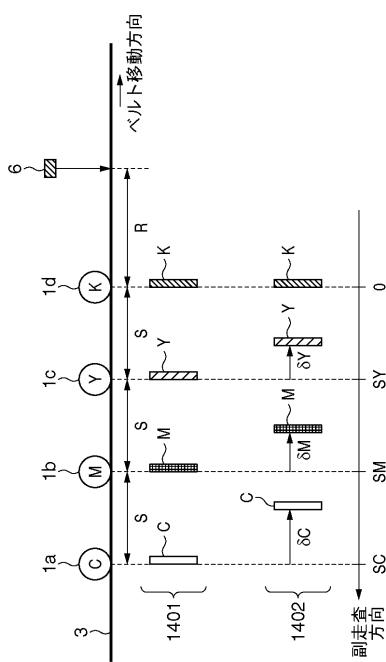 1a 1b 1c 1d 6
C M Y K
3
ベルト移動方向
S S S R
1401
C M Y K
1402
C M Y K
δC δM δY
SC SM SY 0
副走査
方向